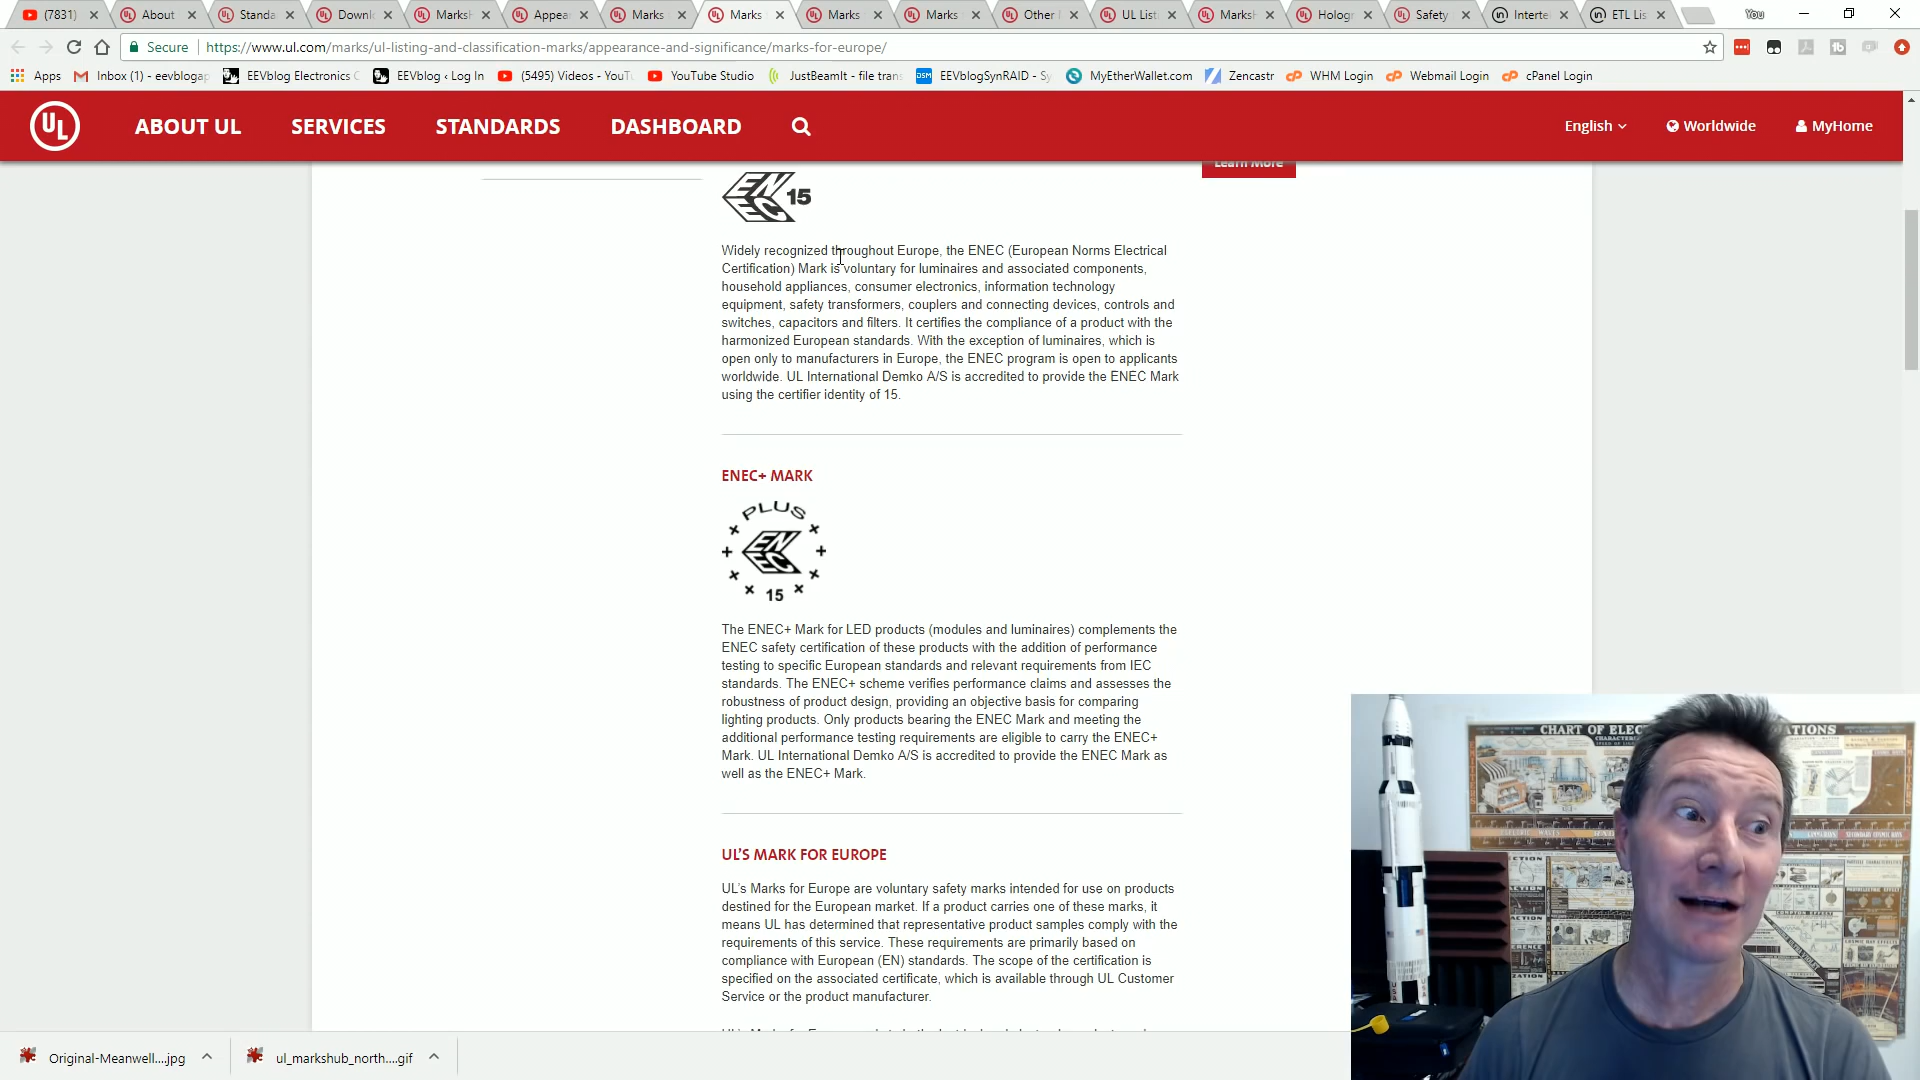 (7831)
About
Standa
Downl
Marks
Appea
Marks
Marks
Marks
Marks
Other
UL List
Marks
Hologr
Safety
Interte
ETL Lis
You
Secure
https://www.ul.com/marks/ul-listing-and-classification-marks/appearance-and-significance/marks-for-europe/
Apps
Inbox (1) - eevblogap
EEVblog Electronics C
EEVblog ‹ Log In
(5495) Videos - YouTu
YouTube Studio
JustBeamIt - file tran
EEVblogSynRAID - Sy
MyEtherWallet.com
Zencastr
WHM Login
Webmail Login
cPanel Login
UL
ABOUT UL
SERVICES
STANDARDS
DASHBOARD
English
Worldwide
MyHome
Learn More
EN
EC
15
Widely recognized throughout Europe, the ENEC (European Norms Electrical
Certification) Mark is voluntary for luminaires and associated components,
household appliances, consumer electronics, information technology
equipment, safety transformers, couplers and connecting devices, controls and
switches, capacitors and filters. It certifies the compliance of a product with the
harmonized European standards. With the exception of luminaires, which is
open only to manufacturers in Europe, the ENEC program is open to applicants
worldwide. UL International Demko A/S is accredited to provide the ENEC Mark
using the certifier identity of 15.
ENEC+ MARK
PLUS
EN
EC
15
The ENEC+ Mark for LED products (modules and luminaires) complements the
ENEC safety certification of these products with the addition of performance
testing to specific European standards and relevant requirements from IEC
standards. The ENEC+ scheme verifies performance claims and assesses the
robustness of product design, providing an objective basis for comparing
lighting products. Only products bearing the ENEC Mark and meeting the
additional performance testing requirements are eligible to carry the ENEC+
Mark. UL International Demko A/S is accredited to provide the ENEC Mark as
well as the ENEC+ Mark.
UL'S MARK FOR EUROPE
UL's Marks for Europe are voluntary safety marks intended for use on products
destined for the European market. If a product carries one of these marks, it
means UL has determined that representative product samples comply with the
requirements of this service. These requirements are primarily based on
compliance with European (EN) standards. The scope of the certification is
specified on the associated certificate, which is available through UL Customer
Service or the product manufacturer.
CHART OF ELEC
Original-Meanwell....jpg
ul_markshub_north....gif